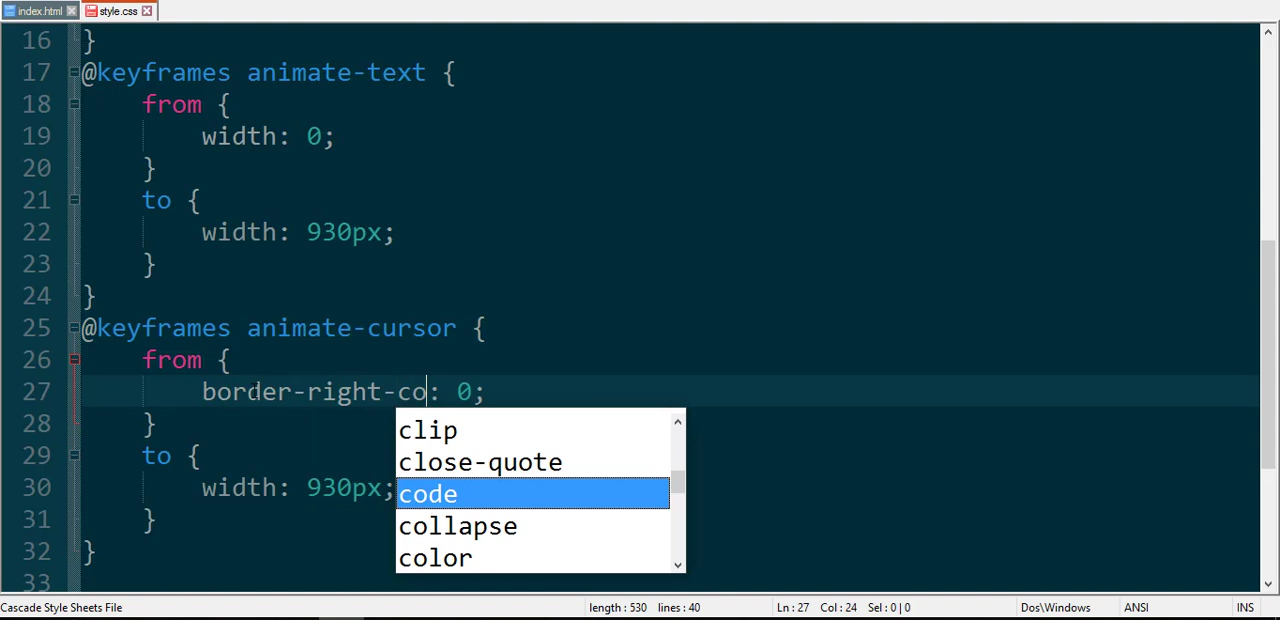 index.html style.css
16 }
17 @keyframes animate-text {
18 from {
19 width: 0;
20 }
21 to {
22 width: 930px;
23 }
24 }
25 @keyframes animate-cursor {
26 from {
27 border-right-co: 0;
28 }
29 to {
30 width: 930px;
31 }
32 }
33
clip
close-quote
code
collapse
color
Cascade Style Sheets File length : 530 lines : 40 Ln : 27 Col : 24 Sel : 0 | 0 Dos\Windows ANSI INS